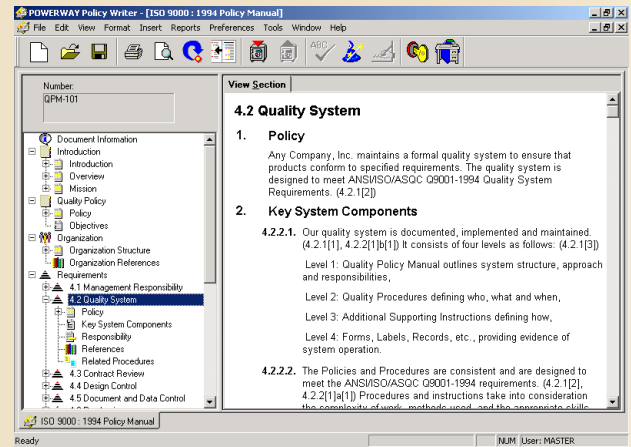 POWERWAY Policy Writer - [ISO 9000 : 1994 Policy Manual]
File Edit View Format Insert Reports Preferences Tools Window Help
ABC
Number:
QPM-101
Document Information
Introduction
Introduction
Overview
Mission
Quality Policy
Policy
Objectives
Organization
Organization Structure
Organization References
Requirements
4.1 Management Responsibility
4.2 Quality System
Policy
Key System Components
Responsibility
References
Related Procedures
4.3 Contract Review
4.4 Design Control
4.5 Document and Data Control
View Section
4.2 Quality System
1. Policy
Any Company, Inc. maintains a formal quality system to ensure that
products conform to specified requirements. The quality system is
designed to meet ANSI/ISO/ASQC Q9001-1994 Quality System
Requirements. (4.2.1[2])
2. Key System Components
4.2.2.1. Our quality system is documented, implemented and maintained.
(4.2.1[1], 4.2.2[1]b[1]) It consists of four levels as follows: (4.2.1[3])
Level 1: Quality Policy Manual outlines system structure, approach
and responsibilities,
Level 2: Quality Procedures defining who, what and when,
Level 3: Additional Supporting Instructions defining how,
Level 4: Forms, Labels, Records, etc., providing evidence of
system operation.
4.2.2.2. The Policies and Procedures are consistent and are designed to
meet the ANSI/ISO/ASQC Q9001-1994 requirements. (4.2.1[2],
4.2.2[1]a[1]) Procedures and instructions take into consideration
the complexity of work, methods used, and the appropriate skills
ISO 9000 : 1994 Policy Manual
Ready
NUM User: MASTER